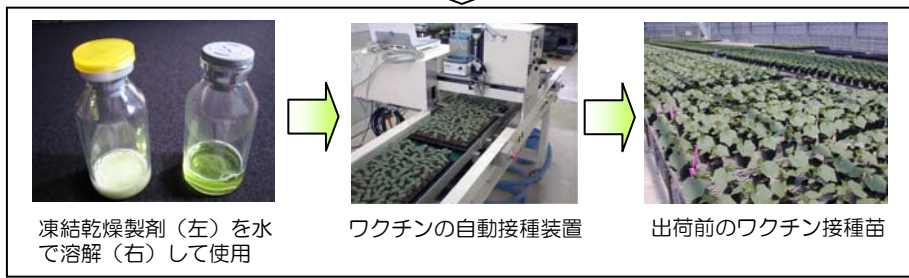 凍結乾燥製剤（左）を水
で溶解（右）して使用
ワクチンの自動接種装置
出荷前のワクチン接種苗